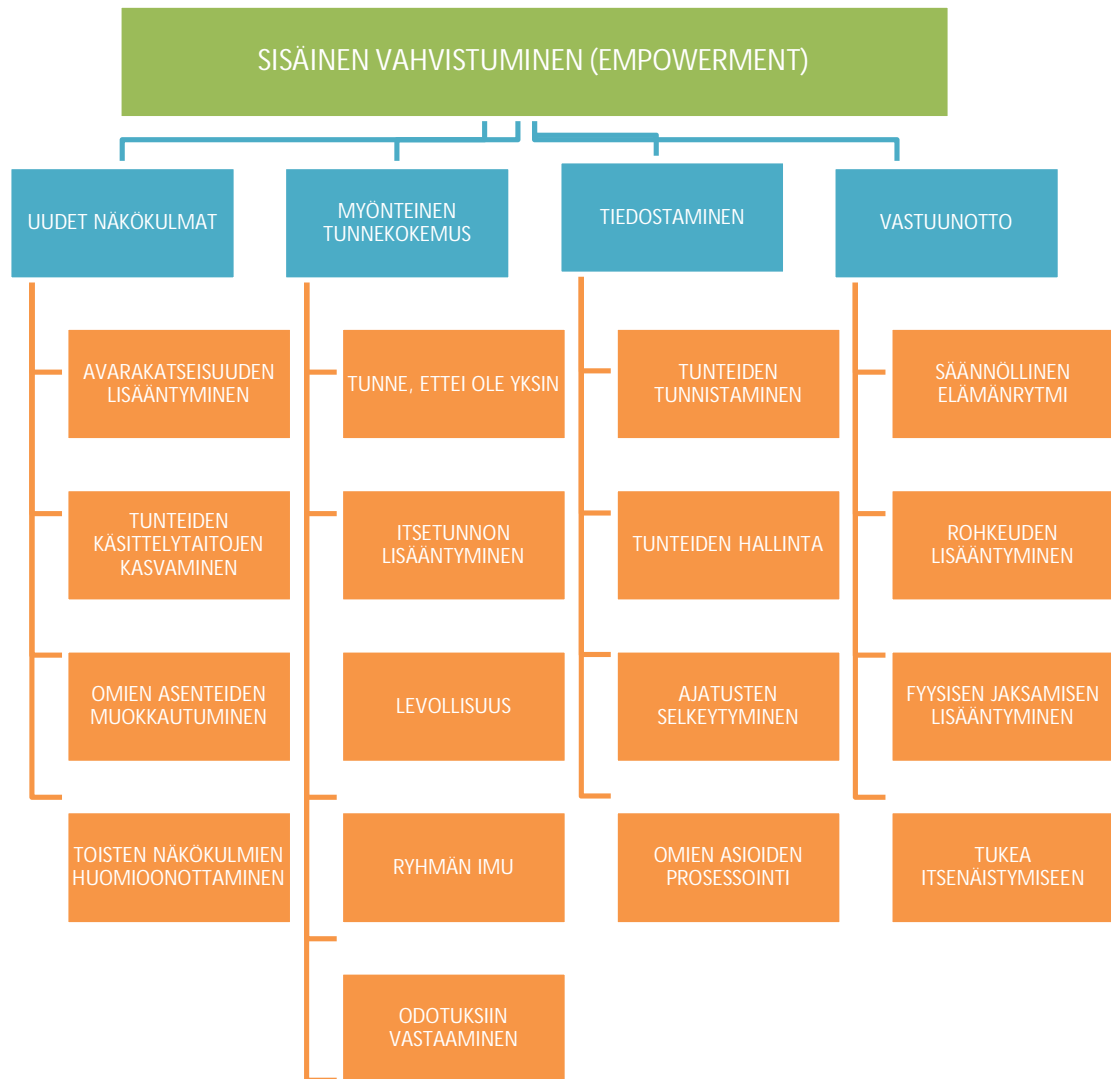 SISÄINEN VAHVISTUMINEN (EMPOWERMENT)
UUDET NÄKÖKULMAT
AVARAKATSEISUUDEN
LISÄÄNTYMINEN
TUNTEIDEN
KÄSITTELYTAITOJEN
KASVAMINEN
OMIEN ASENTEIDEN
MUOKKAUTUMINEN
TOISTEN NÄKÖKULMIEN
HUOMIOONOTTAMINEN
MYÖNTEINEN
TUNNEKOKEMUS
TUNNE, ETTEI OLE YKSIN
ITSETUNNON
LISÄÄNTYMINEN
LEVOLLISUUS
RYHMÄN IMU
ODOTUKSIIN
VASTAAMINEN
TIEDOSTAMINEN
TUNTEIDEN
TUNNISTAMINEN
TUNTEIDEN HALLINTA
AJATUSTEN
SELKEYTYMINEN
OMIEN ASIOIDEN
PROSESSOINTI
VASTUUNOTTO
SÄÄNNÖLLINEN
ELÄMÄNRYTMI
ROHKEUDEN
LISÄÄNTYMINEN
FYYSISEN JAKSAMISEN
LISÄÄNTYMINEN
TUKEA
ITSENÄISTYMISEEN